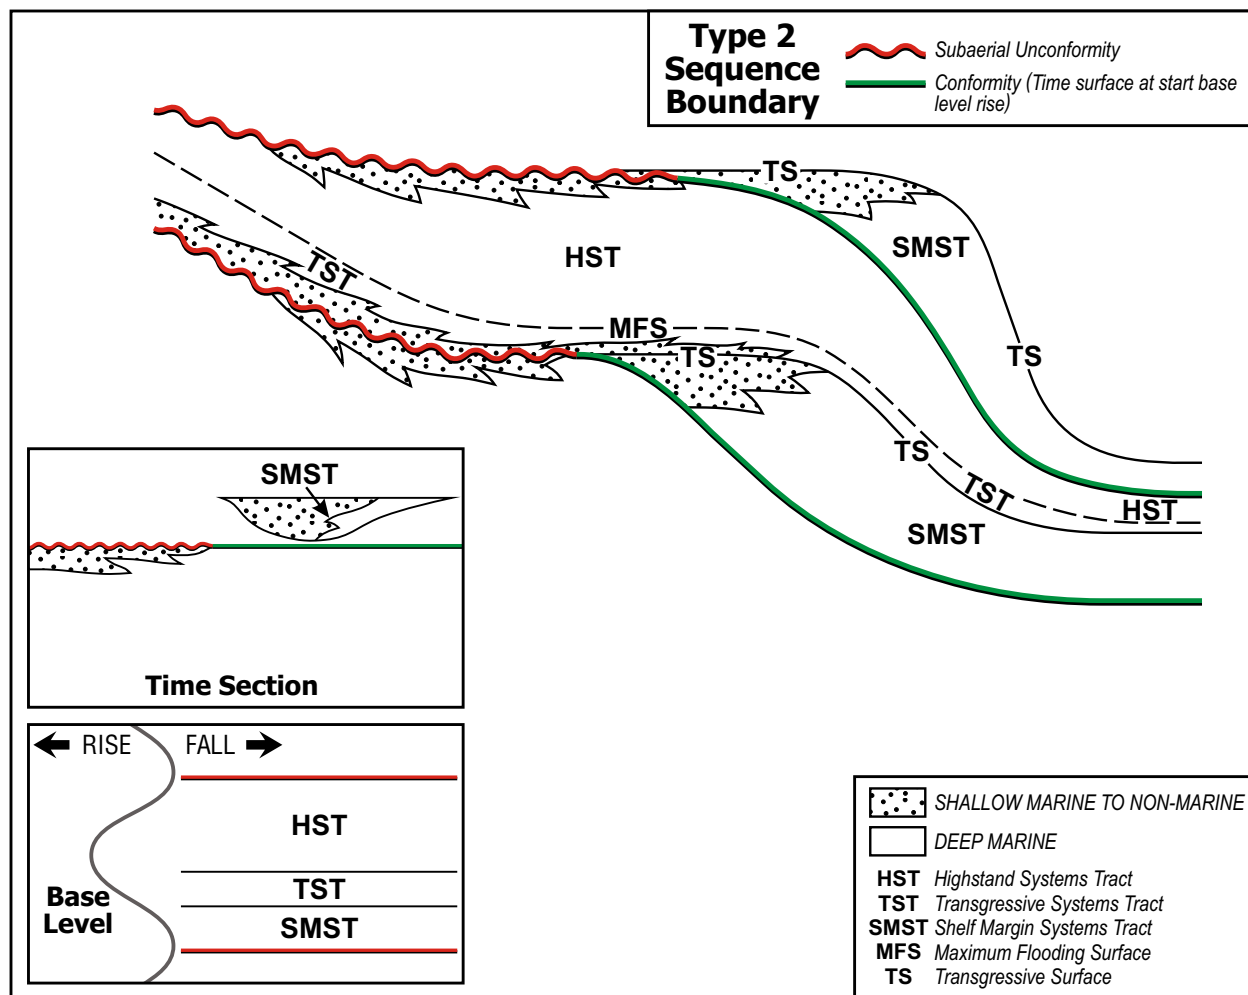 Type 2
Sequence
Boundary
Subaerial Unconformity
Conformity (Time surface at start base
level rise)
TS
HST
SMST
TST
MFS
TS
TS
TS
TST
HST
SMST
SMST
Time Section
RISE
FALL
HST
TST
SMST
Base
Level
SHALLOW MARINE TO NON-MARINE
DEEP MARINE
HST Highstand Systems Tract
TST Transgressive Systems Tract
SMST Shelf Margin Systems Tract
MFS Maximum Flooding Surface
TS Transgressive Surface